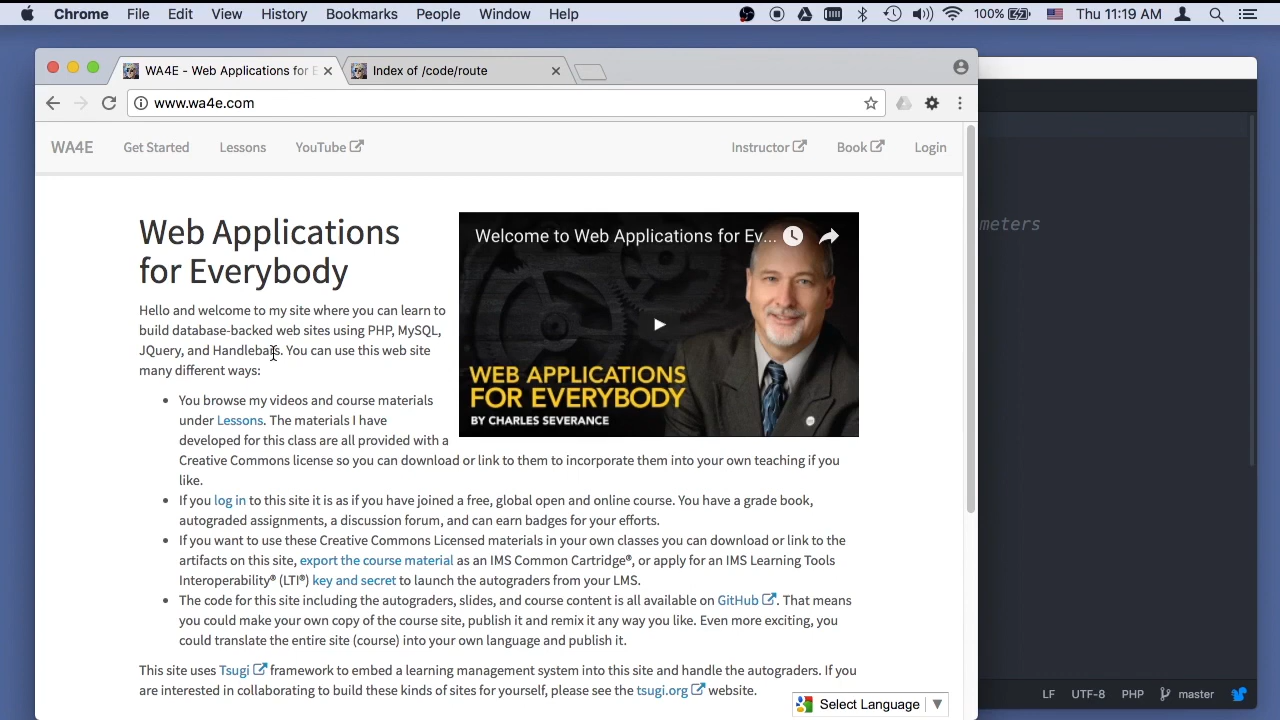 Chrome File Edit View History Bookmarks People Window Help 100% Thu 11:19 AM
WA4E - Web Applications for E Index of /code/route
www.wa4e.com
WA4E Get Started Lessons YouTube Instructor Book Login
Web Applications
for Everybody
Hello and welcome to my site where you can learn to
build database-backed web sites using PHP, MySQL,
JQuery, and Handlebars. You can use this web site
many different ways:
You browse my videos and course materials
under Lessons. The materials I have
developed for this class are all provided with a
Creative Commons license so you can download or link to them to incorporate them into your own teaching if you
like.
If you log in to this site it is as if you have joined a free, global open and online course. You have a grade book,
autograded assignments, a discussion forum, and can earn badges for your efforts.
If you want to use these Creative Commons Licensed materials in your own classes you can download or link to the
artifacts on this site, export the course material as an IMS Common Cartridge®, or apply for an IMS Learning Tools
Interoperability® (LTI®) key and secret to launch the autograders from your LMS.
The code for this site including the autograders, slides, and course content is all available on GitHub. That means
you could make your own copy of the course site, publish it and remix it any way you like. Even more exciting, you
could translate the entire site (course) into your own language and publish it.
This site uses Tsugi framework to embed a learning management system into this site and handle the autograders. If you
are interested in collaborating to build these kinds of sites for yourself, please see the tsugi.org website.
Welcome to Web Applications for Ev...
WEB APPLICATIONS
FOR EVERYBODY
BY CHARLES SEVERANCE
Select Language ▼
meters
LF UTF-8 PHP master